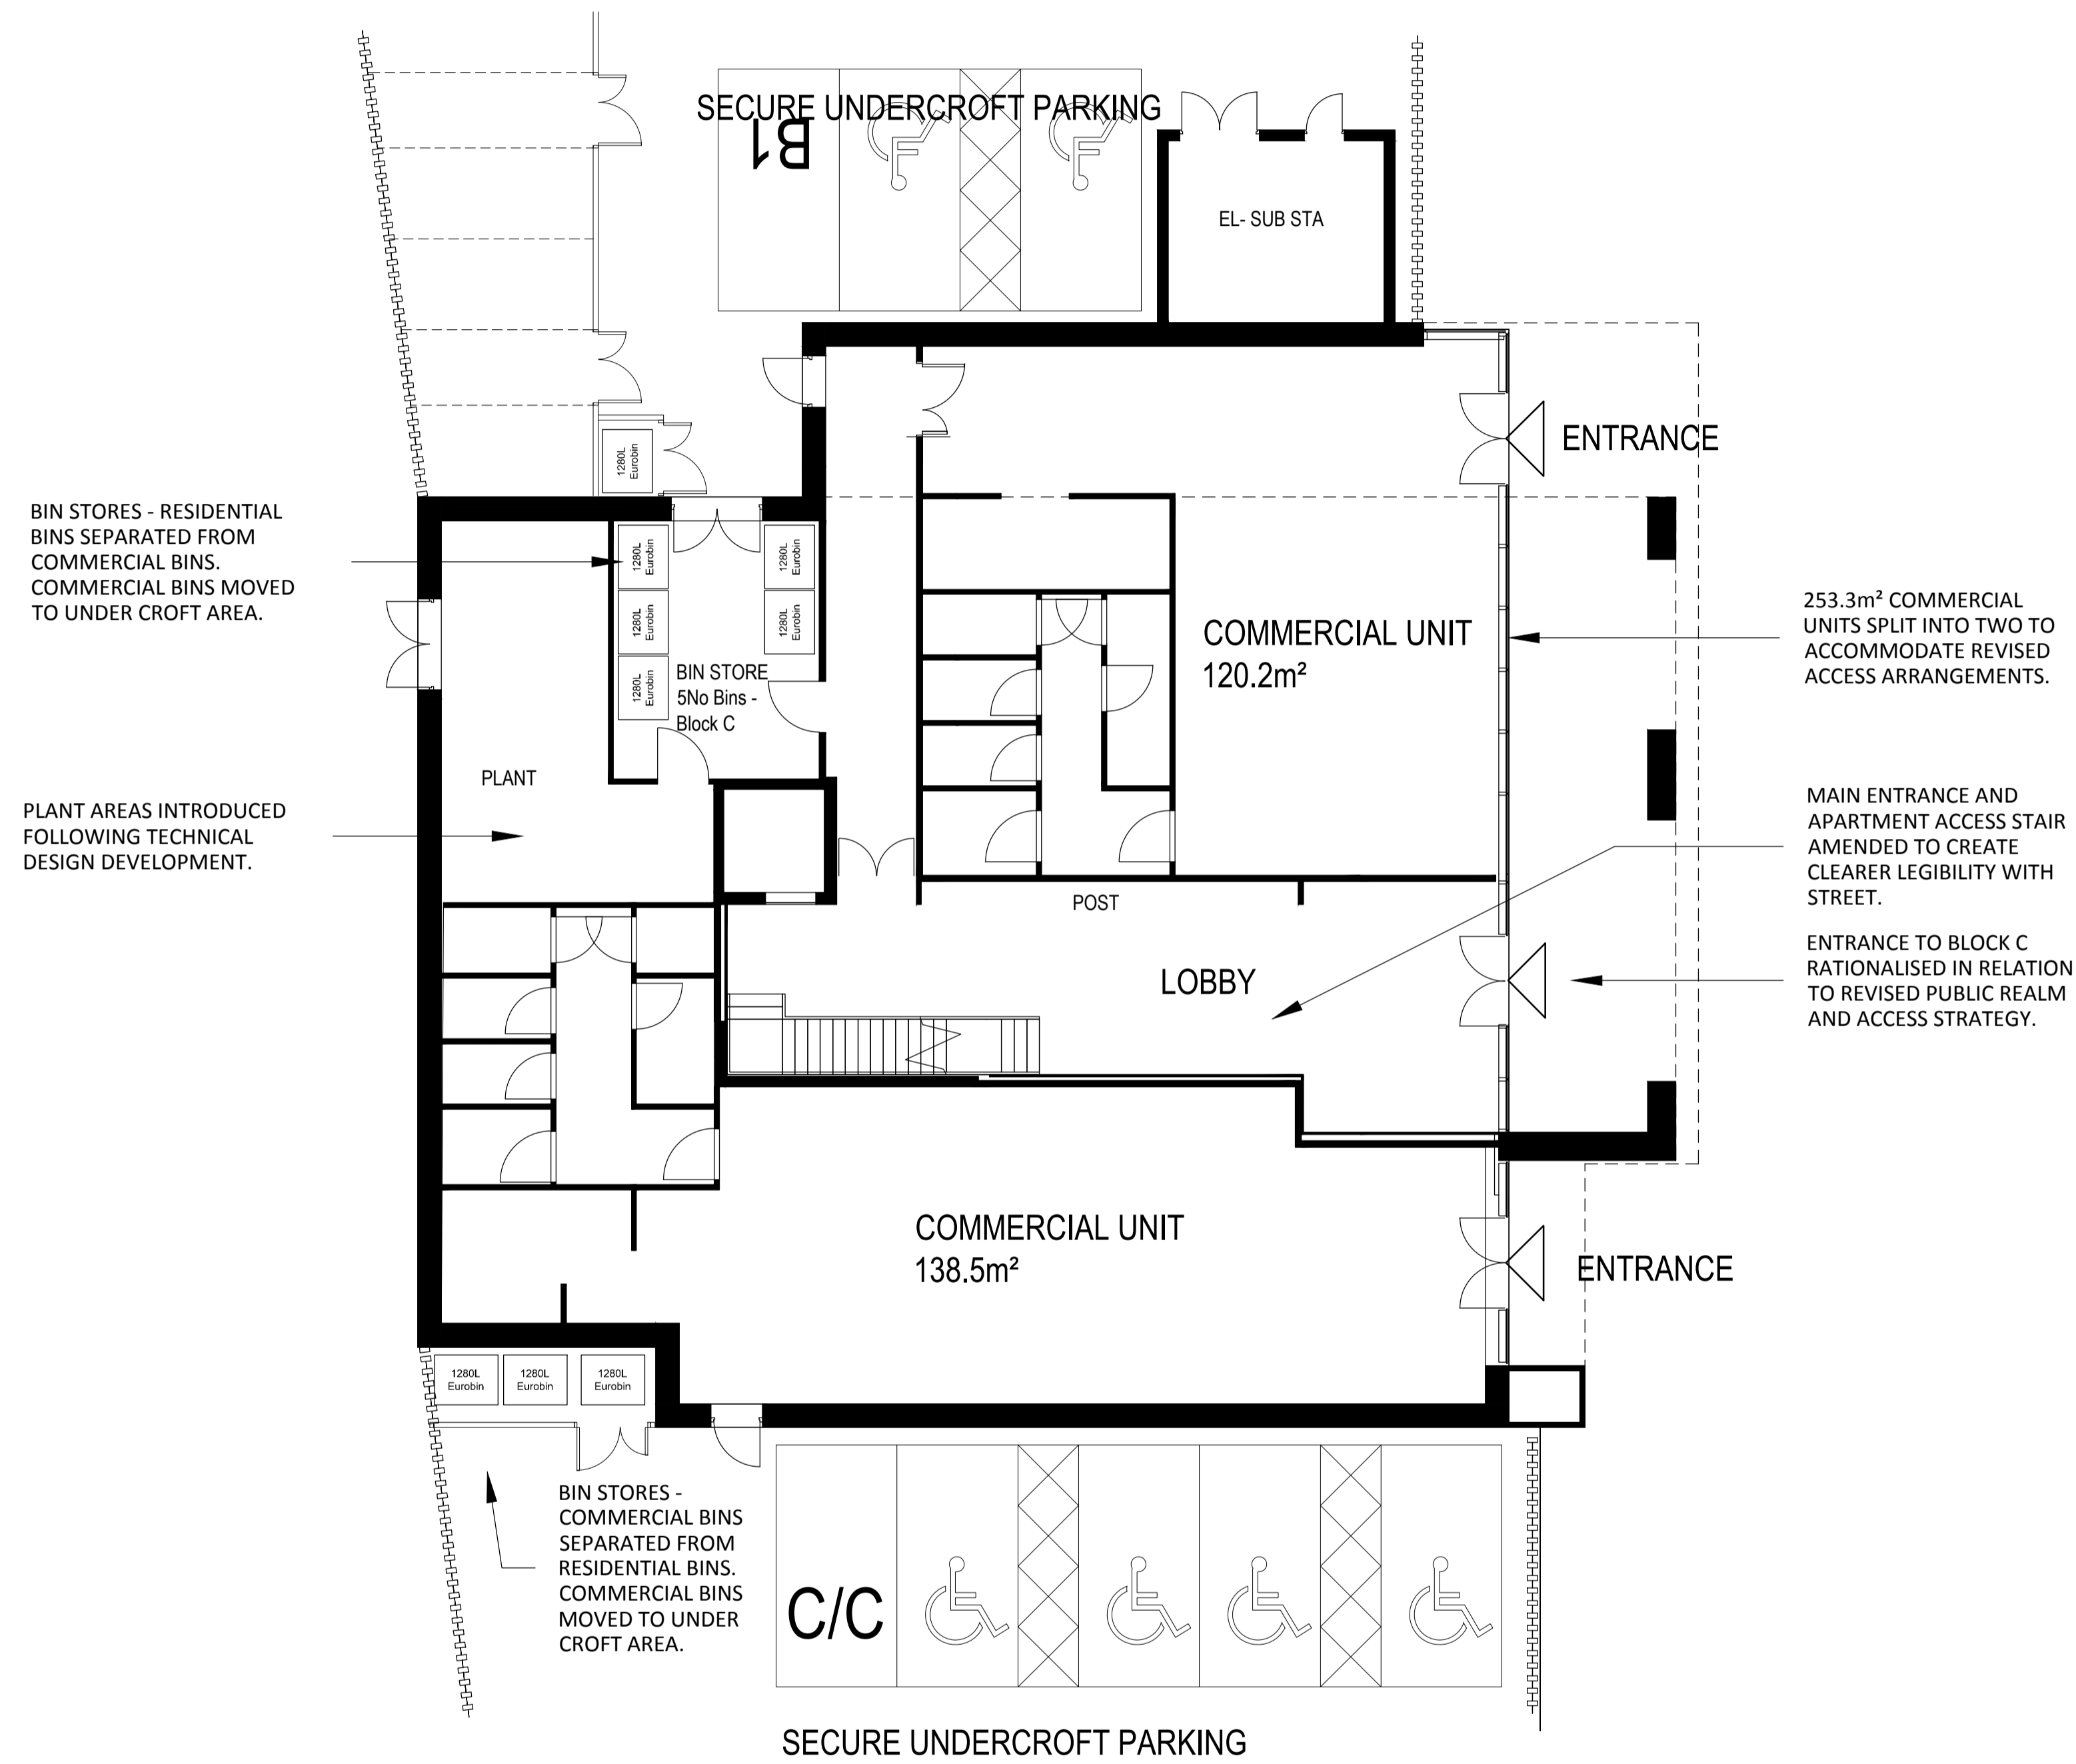 SECURE UNDERCROFT PARKING
B1
EL- SUB STA
ENTRANCE
1280L
Eurobin
BIN STORES - RESIDENTIAL
BINS SEPARATED FROM
COMMERCIAL BINS.
COMMERCIAL BINS MOVED
TO UNDER CROFT AREA.
1280L
Eurobin
1280L
Eurobin
1280L
Eurobin
1280L
Eurobin
1280L
Eurobin
BIN STORE
5No Bins -
Block C
COMMERCIAL UNIT
120.2m²
253.3m² COMMERCIAL
UNITS SPLIT INTO TWO TO
ACCOMMODATE REVISED
ACCESS ARRANGEMENTS.
PLANT
PLANT AREAS INTRODUCED
FOLLOWING TECHNICAL
DESIGN DEVELOPMENT.
MAIN ENTRANCE AND
APARTMENT ACCESS STAIR
AMENDED TO CREATE
CLEARER LEGIBILITY WITH
STREET.
POST
LOBBY
ENTRANCE TO BLOCK C
RATIONALISED IN RELATION
TO REVISED PUBLIC REALM
AND ACCESS STRATEGY.
COMMERCIAL UNIT
138.5m²
ENTRANCE
1280L
Eurobin
1280L
Eurobin
1280L
Eurobin
BIN STORES -
COMMERCIAL BINS
SEPARATED FROM
RESIDENTIAL BINS.
COMMERCIAL BINS
MOVED TO UNDER
CROFT AREA.
C/C
SECURE UNDERCROFT PARKING